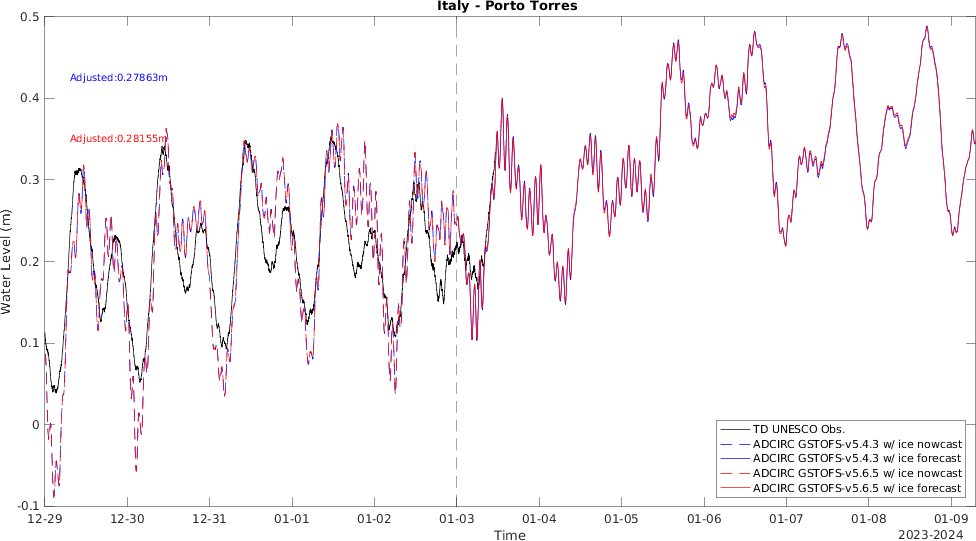 Italy - Porto Torres
Water Level (m)
0.5
0.4
0.3
0.2
0.1
0
-0.1
Adjusted:0.27863m
Adjusted:0.28155m
TD UNESCO Obs.
ADCIRC GSTOFS-v5.4.3 w/ ice nowcast
ADCIRC GSTOFS-v5.4.3 w/ ice forecast
ADCIRC GSTOFS-v5.6.5 w/ ice nowcast
ADCIRC GSTOFS-v5.6.5 w/ ice forecast
12-29 12-30 12-31 01-01 01-02 01-03 01-04 01-05 01-06 01-07 01-08 01-09
Time
2023-2024